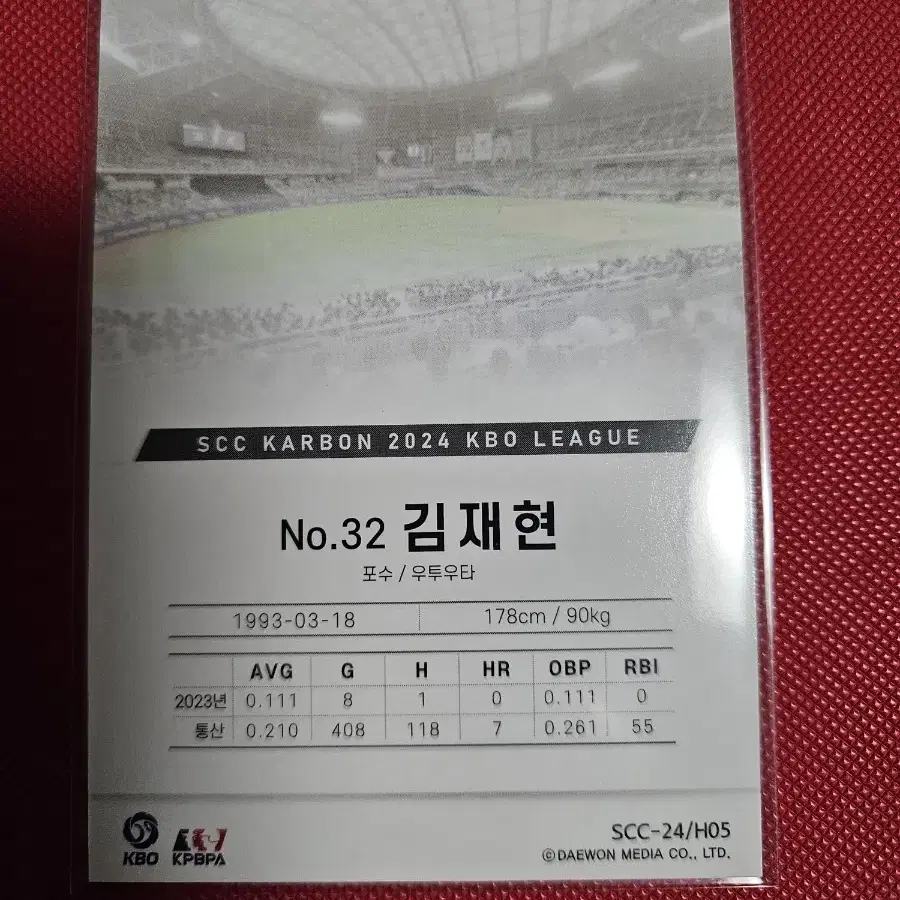 SCC KARBON 2024 KBO LEAGUE
No.32 김재현
포수 / 우투우타
1993-03-18 178cm / 90kg
AVG G H HR OBP RBI
2023년 0.111 8 1 0 0.111 0
통산 0.210 408 118 7 0.261 55
SCC-24/H05
KBO KPBPA ©DAEWON MEDIA CO., LTD.